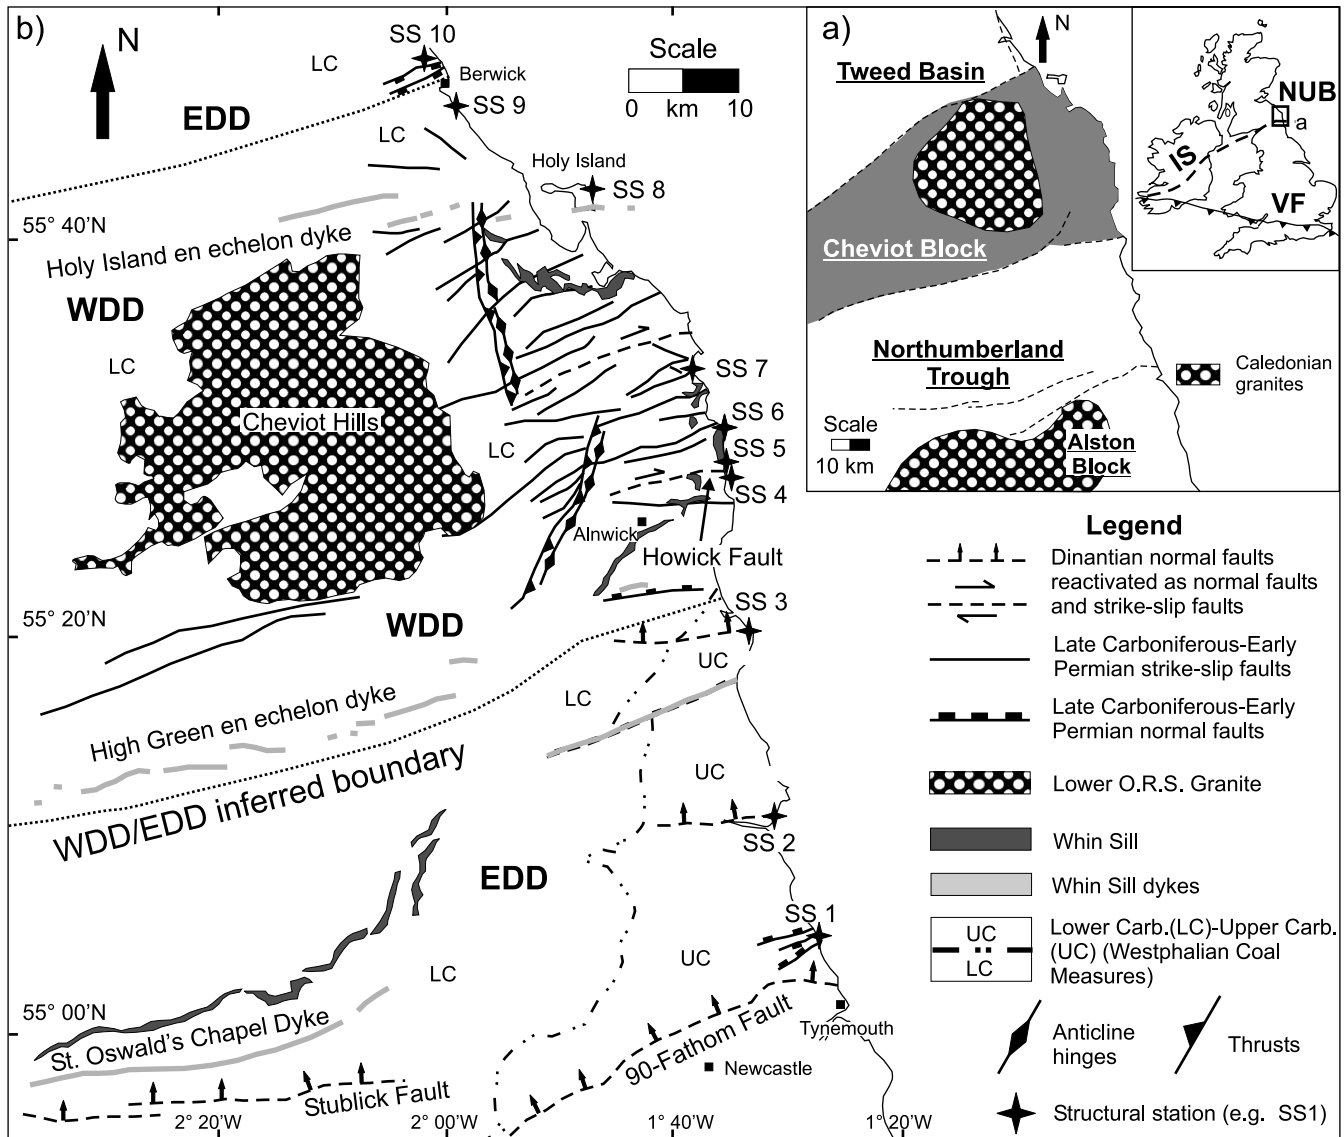 b)
N
SS 10
LC
Berwick
Scale
0 km 10
EDD
SS 9
LC
Holy Island
SS 8
55° 40'N
Holy Island en echelon dyke
WDD
LC
SS 7
Cheviot Hills
SS 6
LC
SS 5
SS 4
Alnwick
Howick Fault
SS 3
55° 20'N
WDD
UC
LC
High Green en echelon dyke
WDD/EDD inferred boundary
UC
SS 2
EDD
SS 1
UC
LC
55° 00'N
St. Oswald's Chapel Dyke
Tynemouth
90-Fathom Fault
Newcastle
Stublick Fault
2° 20'W
2° 00'W
1° 40'W
1° 20'W
a)
N
Tweed Basin
Cheviot Block
Northumberland
Trough
Caledonian
granites
Scale
10 km
Alston
Block
NUB
a
IS
VF
Legend
Dinantian normal faults
reactivated as normal faults
and strike-slip faults
Late Carboniferous-Early
Permian strike-slip faults
Late Carboniferous-Early
Permian normal faults
Lower O.R.S. Granite
Whin Sill
Whin Sill dykes
UC
LC
Lower Carb.(LC)-Upper Carb.
(UC) (Westphalian Coal
Measures)
Anticline
hinges
Thrusts
Structural station (e.g. SS1)